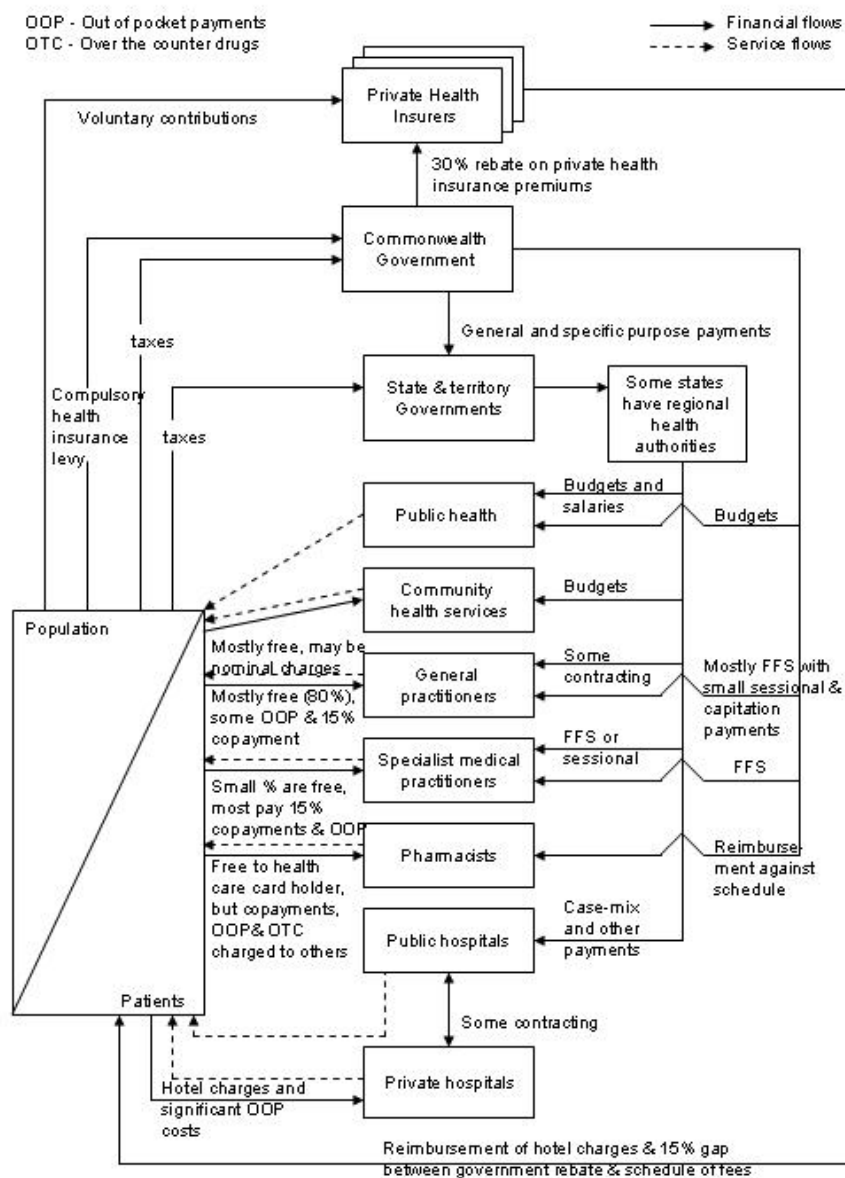 OOP - Out of pocket payments
OTC - Over the counter drugs
Financial flows
Service flows
Private Health
Insurers
Voluntary contributions
30% rebate on private health
insurance premiums
Commonwealth
Government
General and specific purpose payments
taxes
Compulsory
health
insurance
levy
taxes
State & territory
Governments
Some states
have regional
health
authorities
Public health
Budgets and
salaries
Budgets
Population
Community
health services
Budgets
Mostly free, may be
nominal charges
General
practitioners
Some
contracting
Mostly FFS with
small sessional &
capitation
payments
Mostly free (80%),
some OOP & 15%
copayment
Specialist medical
practitioners
FFS or
sessional
FFS
Small % are free,
most pay 15%
copayments & OOP
Pharmacists
Reimburse-
ment against
schedule
Free to health
care card holder,
but copayments,
OOP& OTC
charged to others
Public hospitals
Case-mix
and other
payments
Patients
Some contracting
Private hospitals
Hotel charges and
significant OOP
costs
Reimbursement of hotel charges & 15% gap
between government rebate & schedule of fees